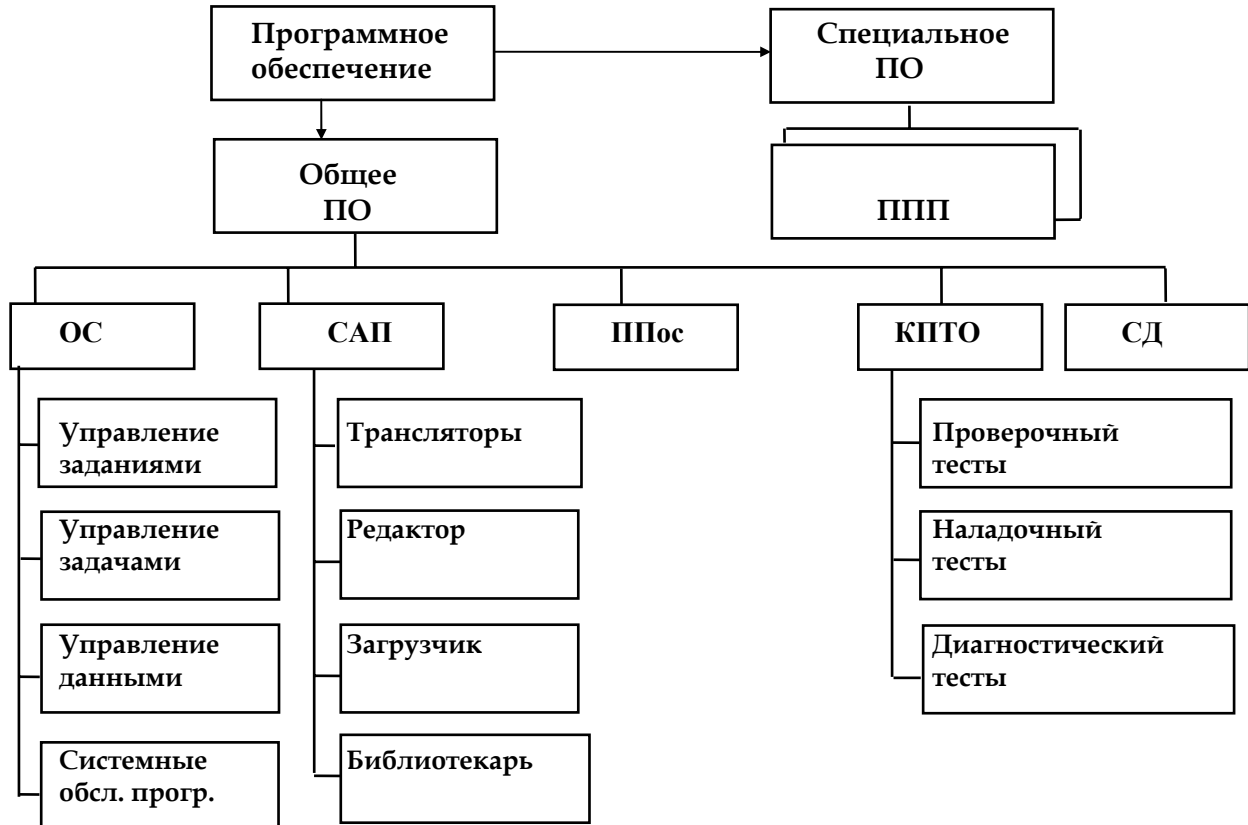 Программное
обеспечение
Специальное
ПО
Общее
ПО
ППП
ОС
САП
ППос
КПТО
СД
Управление
заданиями
Трансляторы
Проверочный
тесты
Управление
задачами
Редактор
Наладочный
тесты
Управление
данными
Загрузчик
Диагностический
тесты
Системные
обсл. прогр.
Библиотекарь